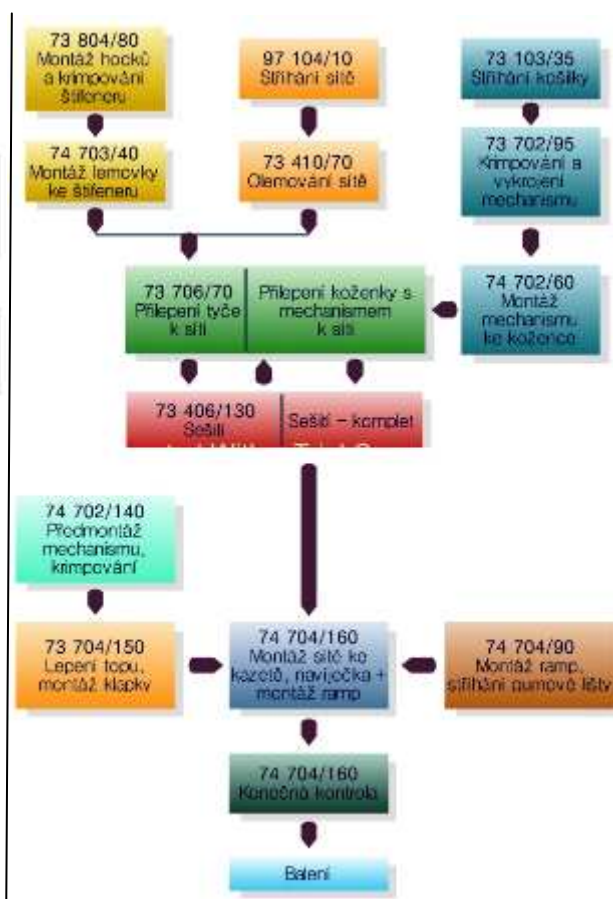 73 804/80
Montáž hocků
a krimpování
štífeneru
97 104/10
Stříhání sítě
73 103/35
Stříhání košilky
74 703/40
Montáž lemovky
ke štífeneru
73 410/70
Olemování sítě
73 702/95
Krimpování a
vykrojení
mechanismu
73 706/70
Přilepení tyče
k síti
Přilepení koženky s
mechanismem
k síti
74 702/60
Montáž
mechanismu
ke kožence
73 406/130
Sešití
Sešití – komplet
74 702/140
Předmontáž
mechanismu,
krimpování
73 704/150
Lepení topu,
montáž klapky
74 704/160
Montáž sítě ke
kazetě, navíječka +
montáž ramp
74 704/90
Montáž ramp,
stříhání pumové lišty
74 704/160
Konečná kontrola
Balení